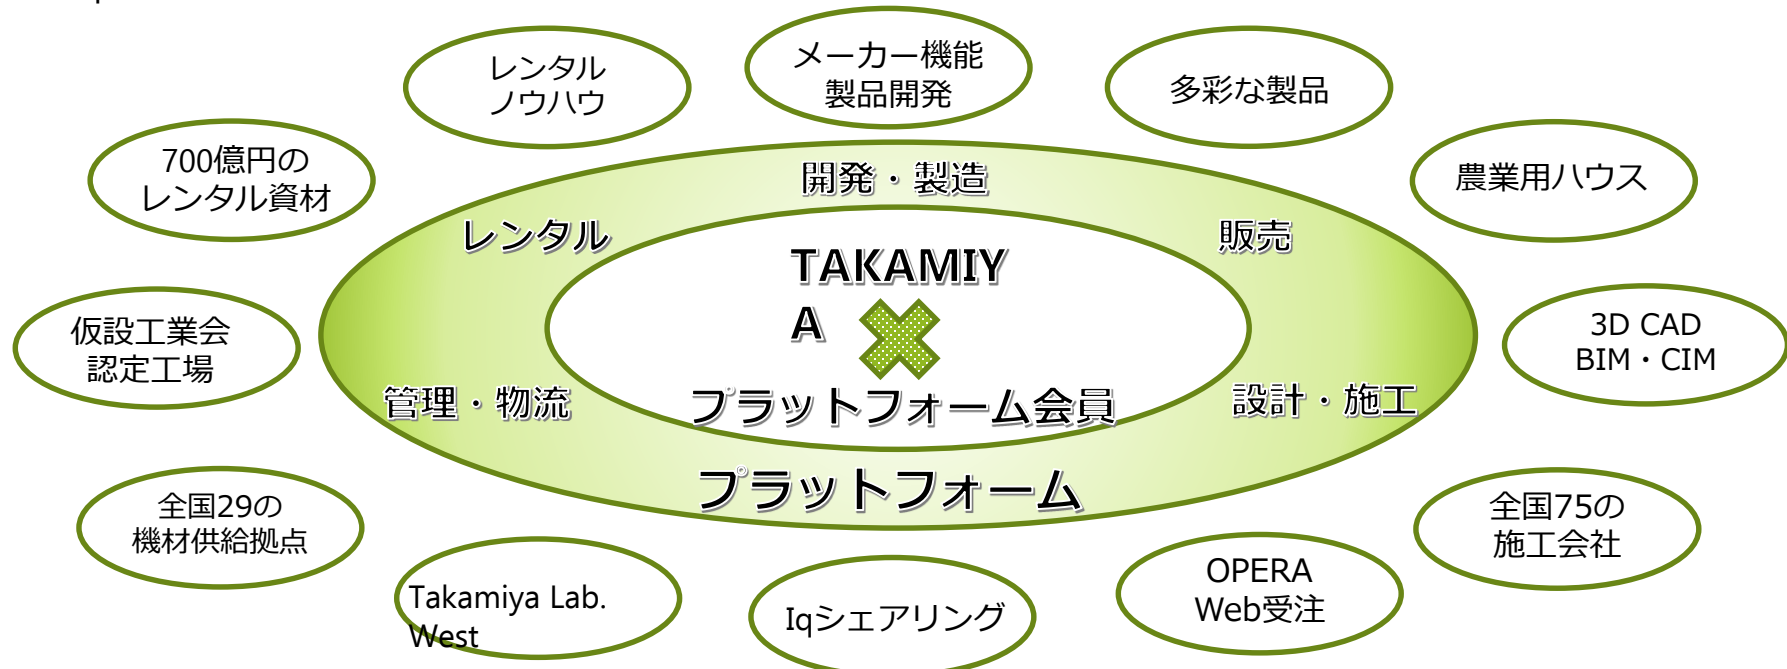 レンタル
ノウハウ
メーカー機能
製品開発
多彩な製品
700億円の
レンタル資材
農業用ハウス
開発・製造
レンタル
販売
TAKAMIY
A
仮設工業会
認定工場
3D CAD
BIM・CIM
管理・物流
プラットフォーム会員
設計・施工
プラットフォーム
全国29の
機材供給拠点
全国75の
施工会社
Takamiya Lab.
West
Iqシェアリング
OPERA
Web受注